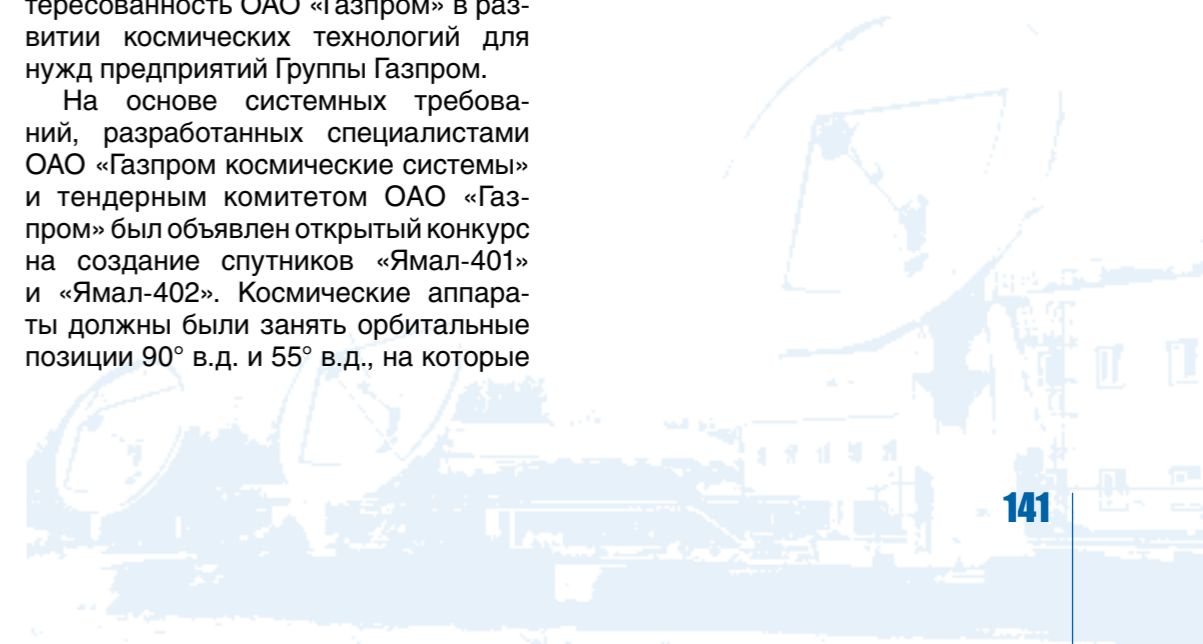 тересованность ОАО «Газпром» в раз-
витии космических технологий для
нужд предприятий Группы Газпром.
На основе системных требова-
ний, разработанных специалистами
ОАО «Газпром космические системы»
и тендерным комитетом ОАО «Газ-
пром» был объявлен открытый конкурс
на создание спутников «Ямал-401»
и «Ямал-402». Космические аппара-
ты должны были занять орбитальные
позиции 90° в.д. и 55° в.д., на которые
141